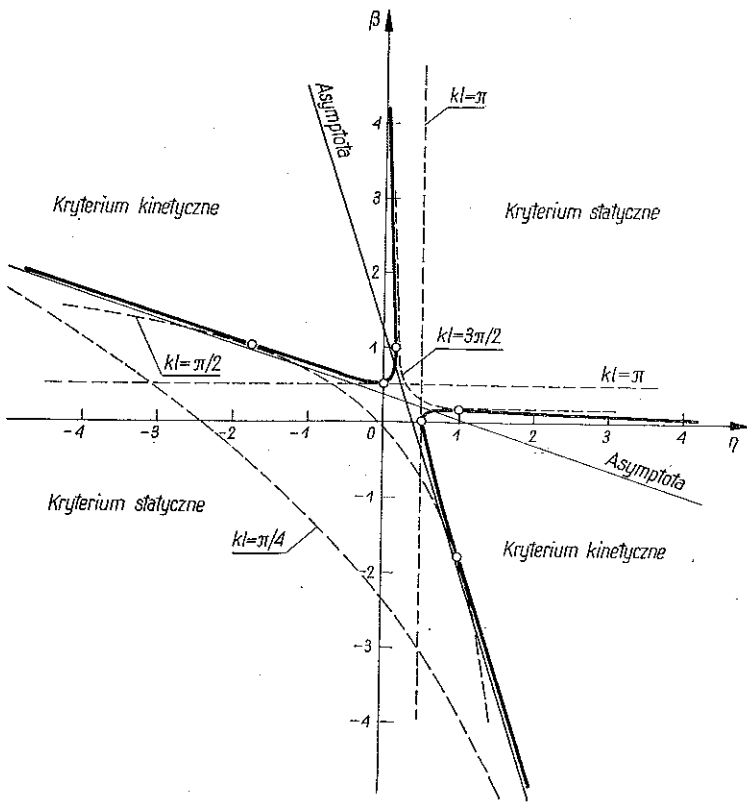 β
Asymptota
kl=π
4
Kryterium kinetyczne
3
Kryterium statyczne
2
1
kl=π/2
kl=3π/2
kl=π
-4
-3
-2
-1
0
1
2
3
4
η
Asymptota
-1
Kryterium statyczne
kl=π/4
Kryterium kinetyczne
-2
-3
-4